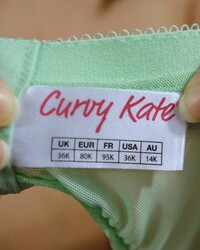 Curvy Kate
UK EUR FR USA AU
36K 80K 95K 36K 14K